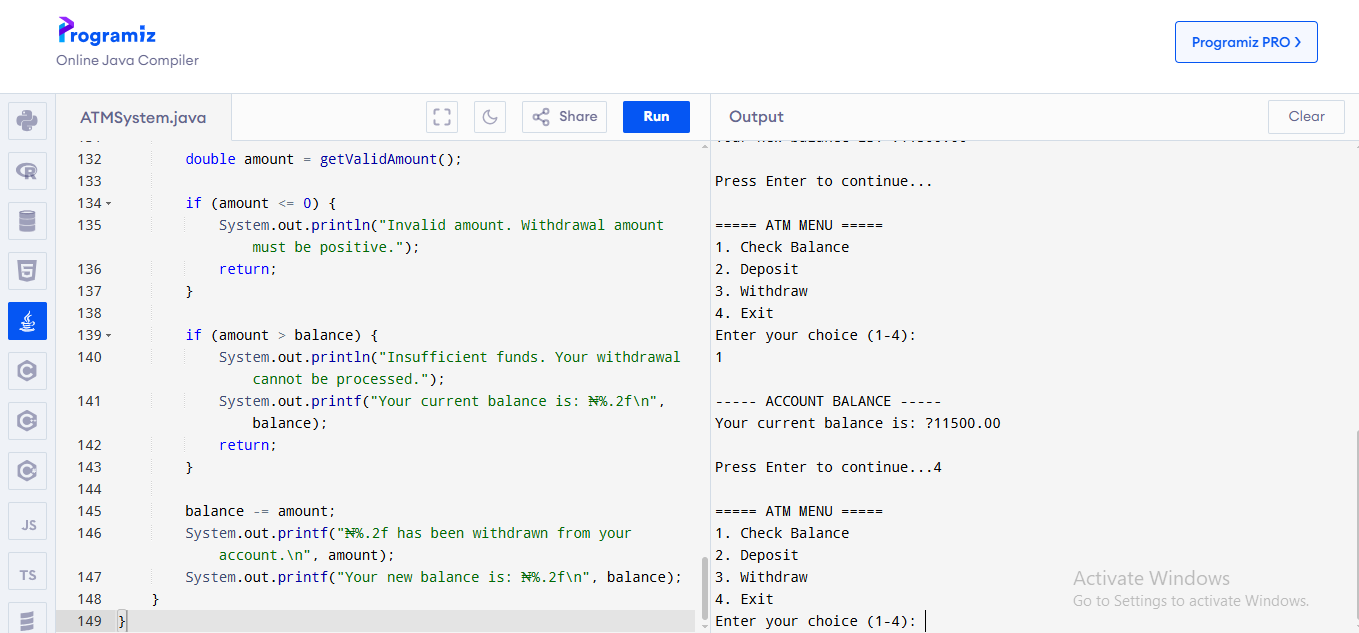 Programiz
Online Java Compiler
Programiz PRO
ATMSystem.java
Share
Run
Output
Clear
132 double amount = getValidAmount();
133
134 if (amount <= 0) {
135 System.out.println("Invalid amount. Withdrawal amount
must be positive.");
136 return;
137 }
138
139 if (amount > balance) {
140 System.out.println("Insufficient funds. Your withdrawal
cannot be processed.");
141 System.out.printf("Your current balance is: ₦%.2f\n",
balance);
142 return;
143 }
144
145 balance -= amount;
146 System.out.printf("₦%.2f has been withdrawn from your
account.\n", amount);
147 System.out.printf("Your new balance is: ₦%.2f\n", balance);
148 }
149 }
Press Enter to continue...
===== ATM MENU =====
1. Check Balance
2. Deposit
3. Withdraw
4. Exit
Enter your choice (1-4):
1
----- ACCOUNT BALANCE -----
Your current balance is: ?11500.00
Press Enter to continue...4
===== ATM MENU =====
1. Check Balance
2. Deposit
3. Withdraw
4. Exit
Enter your choice (1-4):
JS
TS
Activate Windows
Go to Settings to activate Windows.